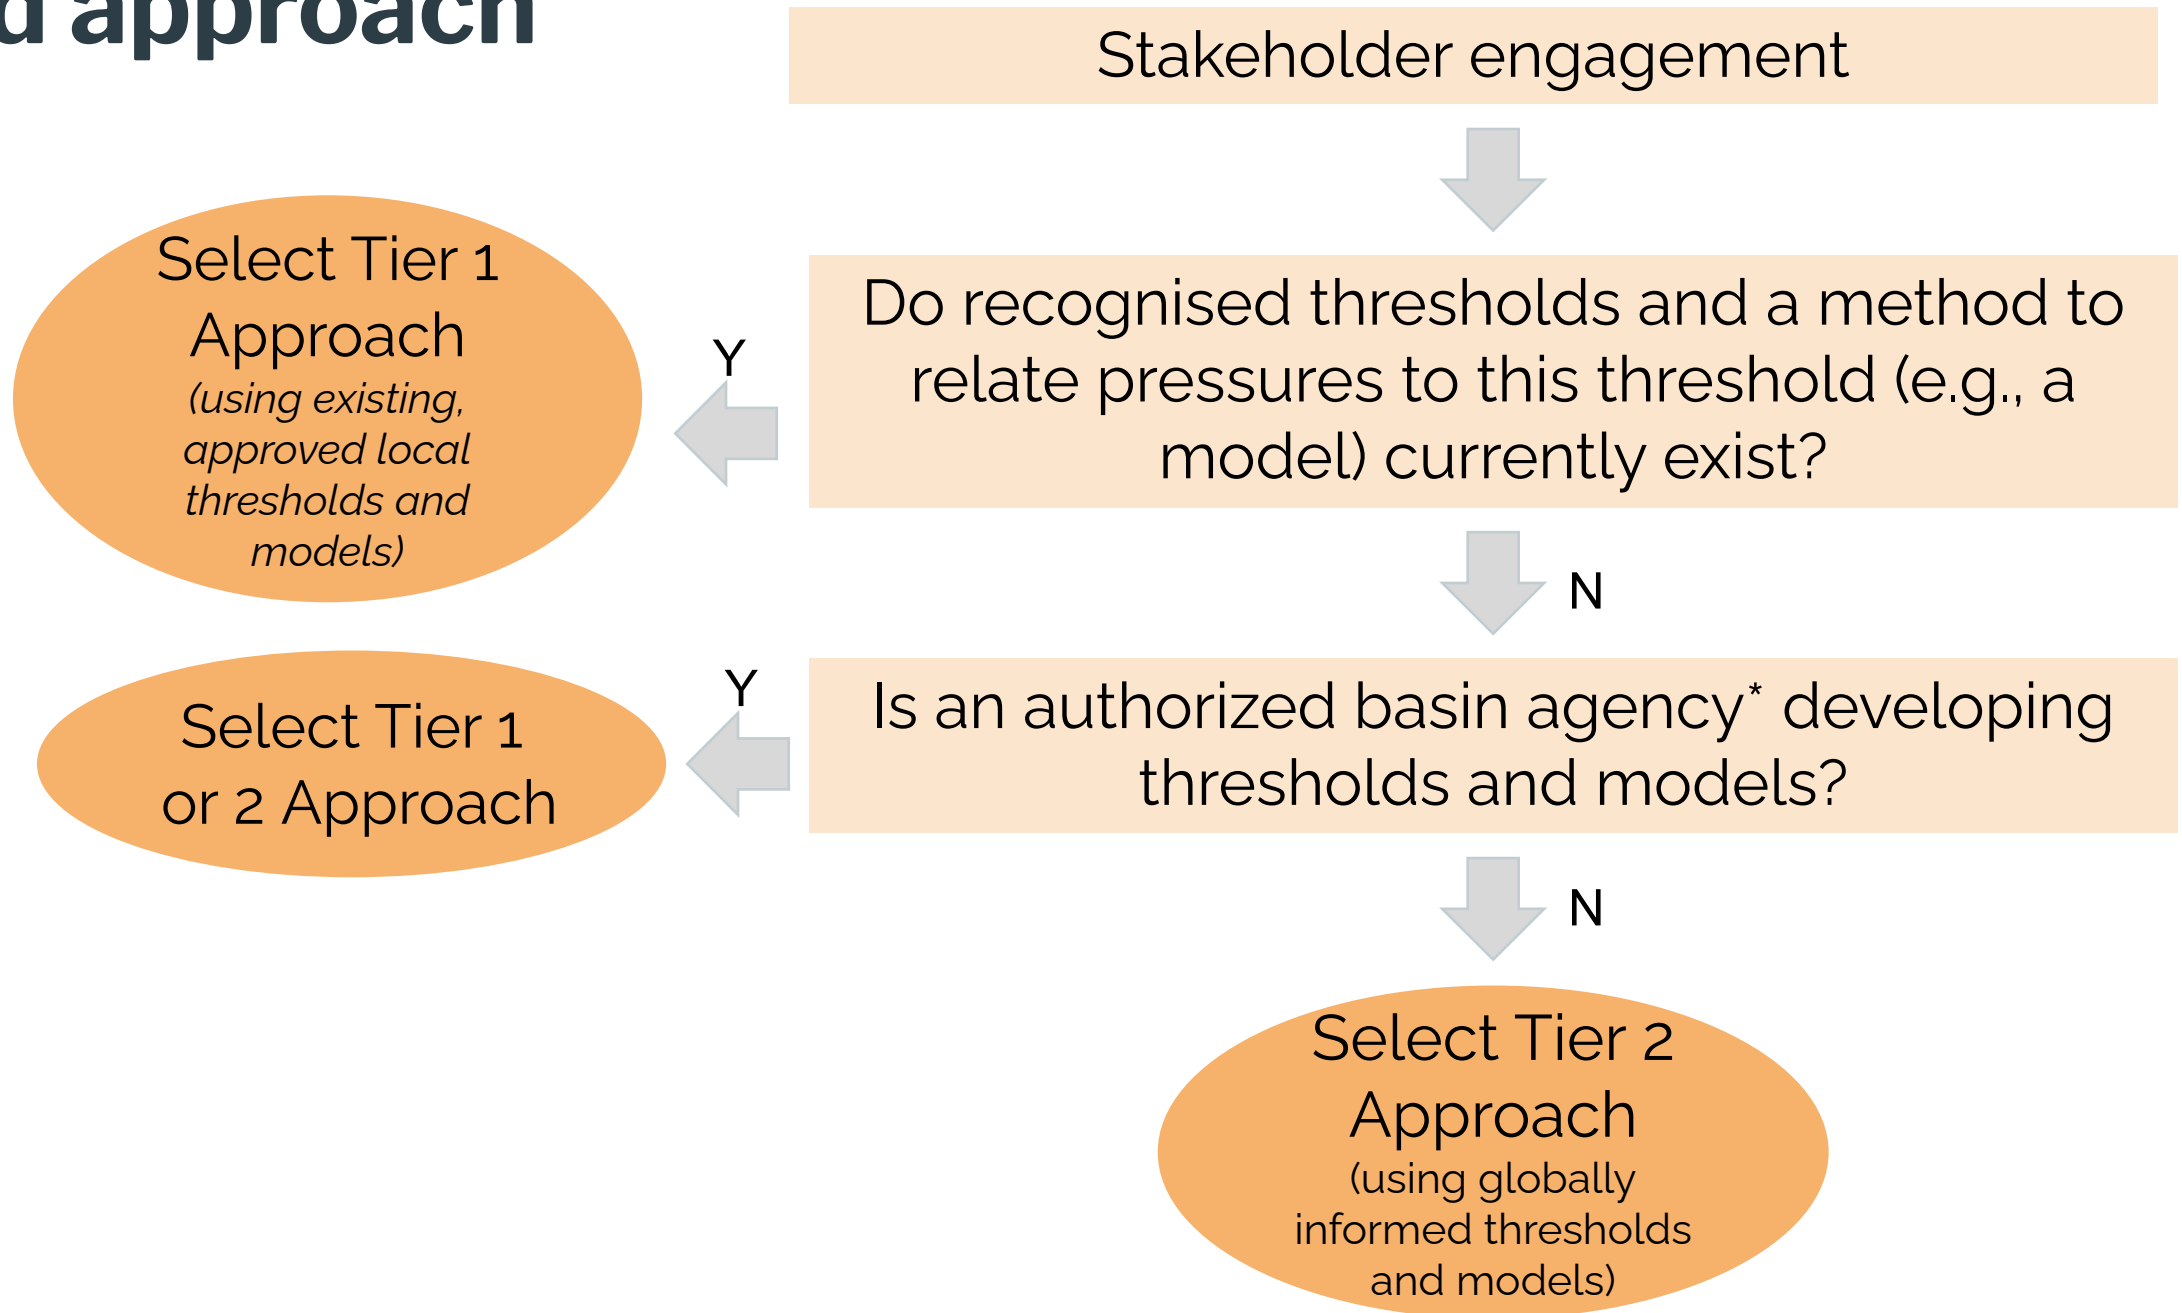 d approach
Stakeholder engagement
Select Tier 1
Approach
(using existing,
approved local
thresholds and
models)
Y
Do recognised thresholds and a method to
relate pressures to this threshold (e.g., a
model) currently exist?
N
Select Tier 1
or 2 Approach
Y
Is an authorized basin agency* developing
thresholds and models?
N
Select Tier 2
Approach
(using globally
informed thresholds
and models)